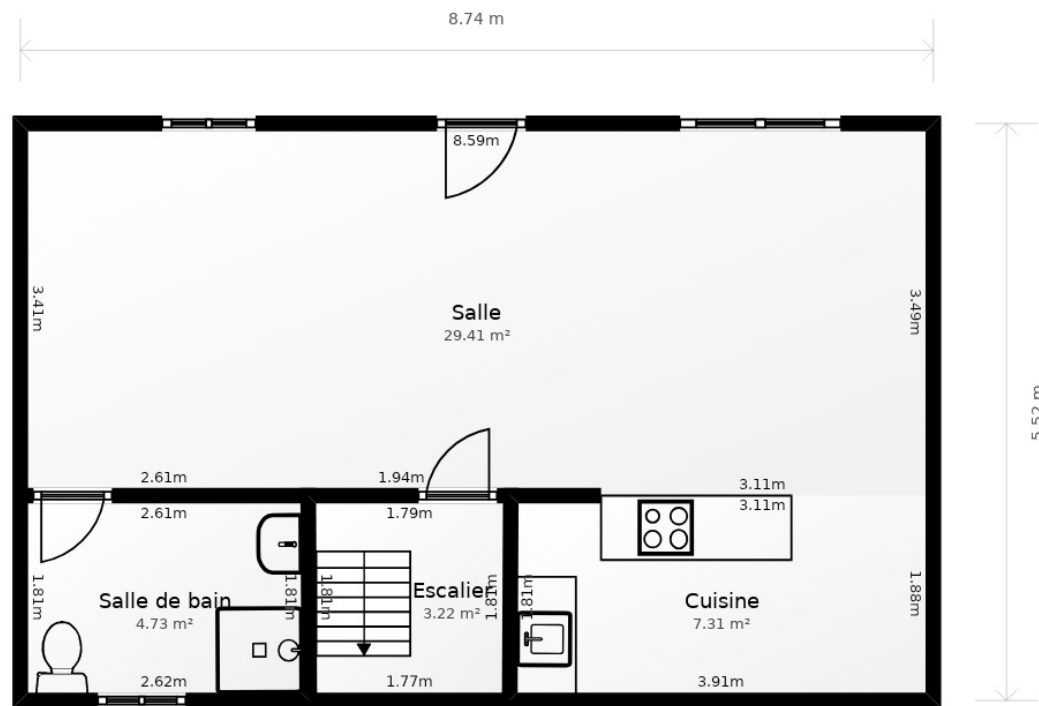 8.74 m
8.59m
3.41m
Salle
29.41 m²
3.49m
2.61m
1.94m
3.11m
2.61m
1.79m
3.11m
1.81m
Salle de bain
4.73 m²
1.81m
1.81m
Escalier
3.22 m²
1.81m
1.81m
Cuisine
7.31 m²
1.88m
2.62m
1.77m
3.91m